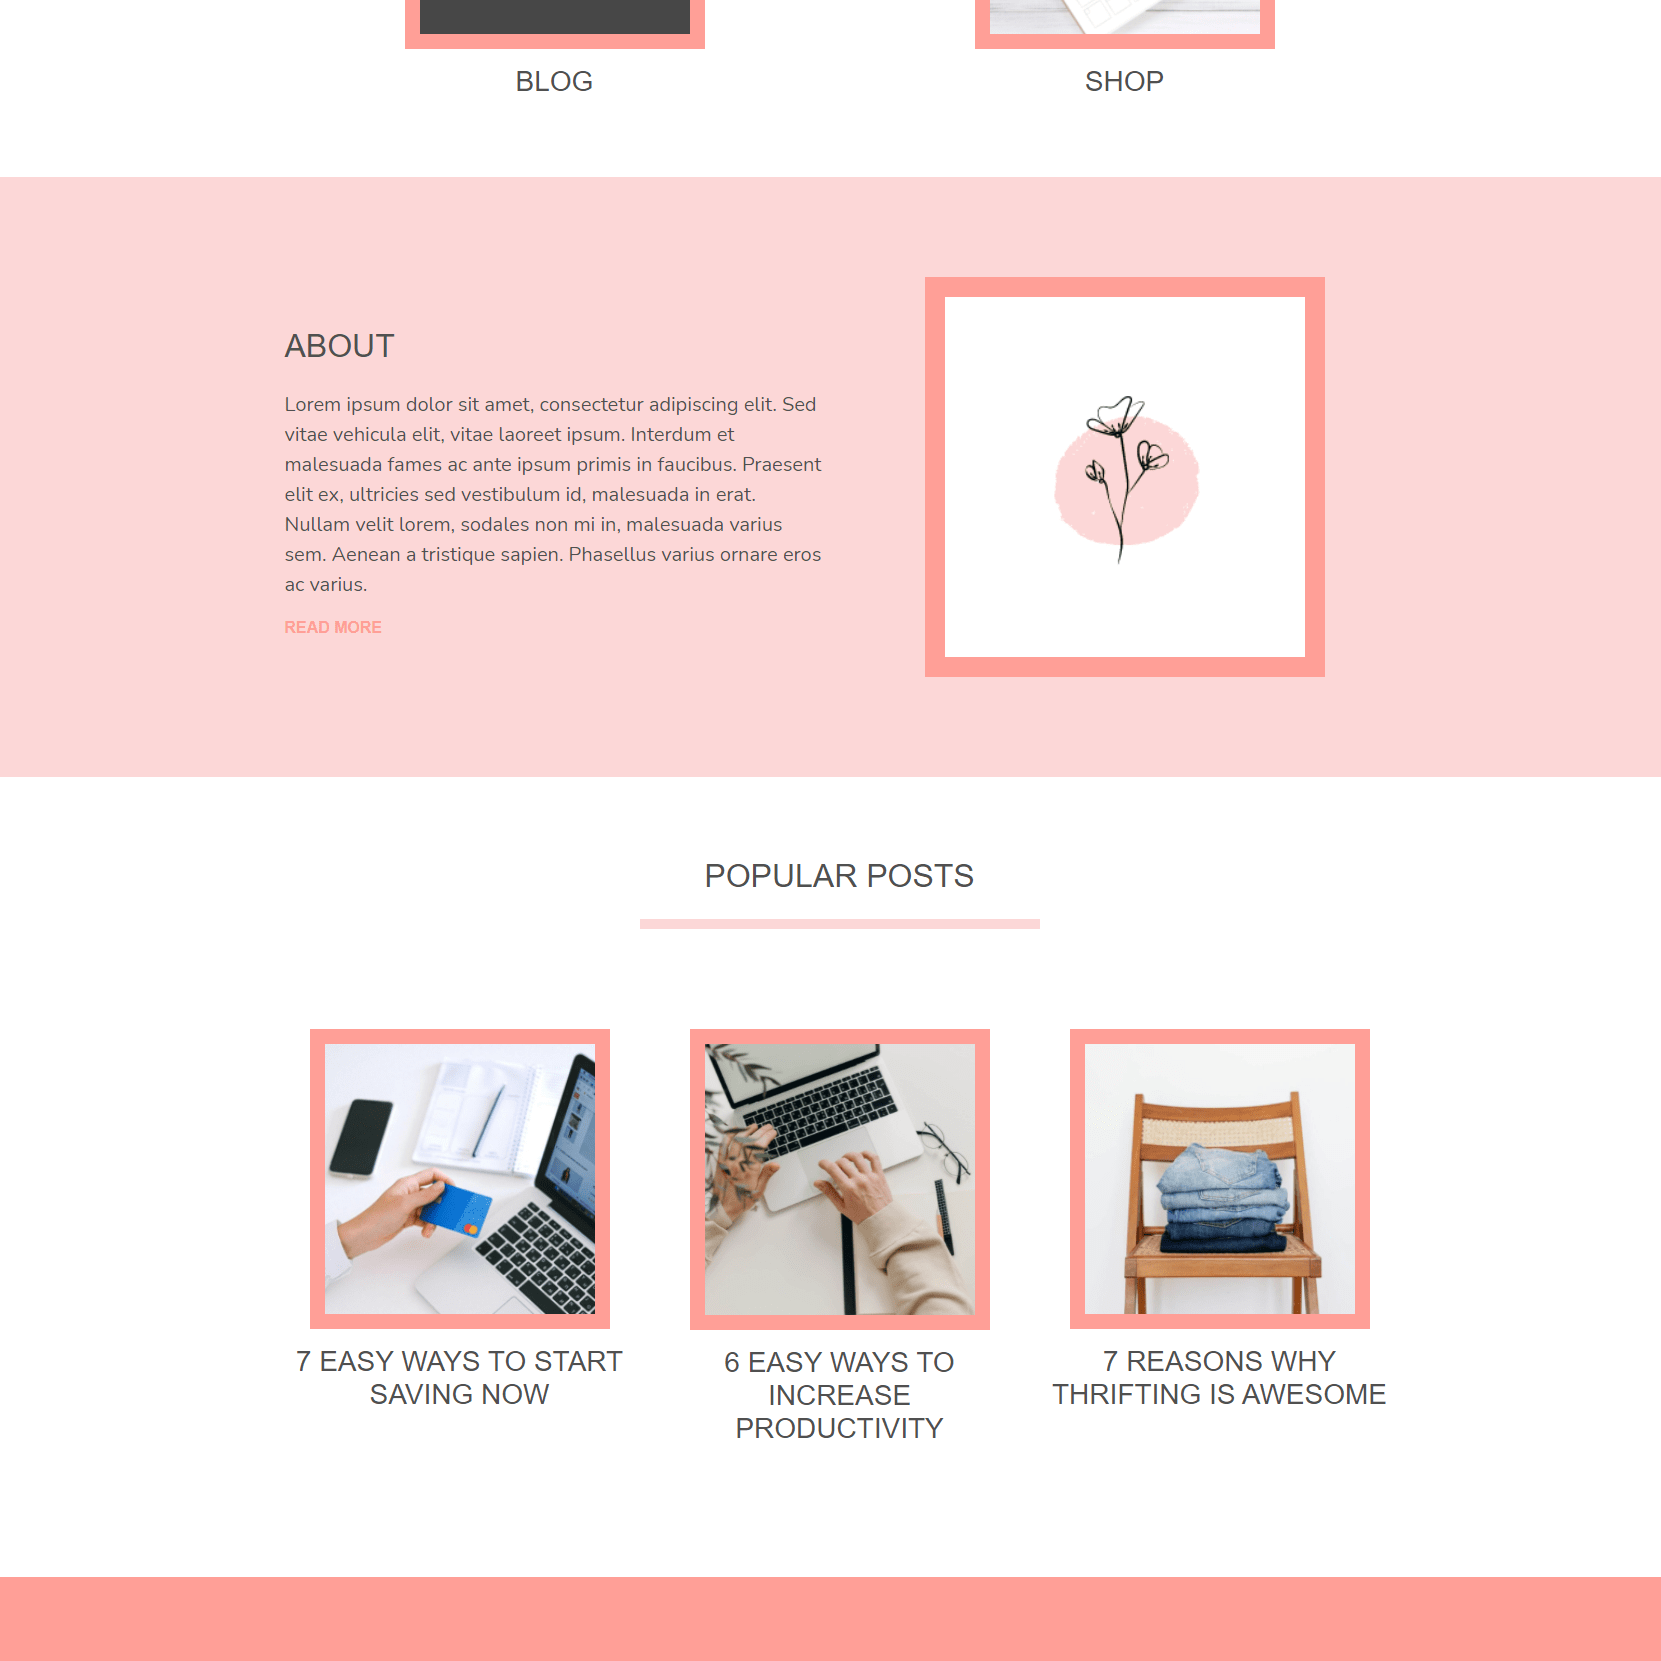 BLOG
SHOP
ABOUT
Lorem ipsum dolor sit amet, consectetur adipiscing elit. Sed
vitae vehicula elit, vitae laoreet ipsum. Interdum et
malesuada fames ac ante ipsum primis in faucibus. Praesent
elit ex, ultricies sed vestibulum id, malesuada in erat.
Nullam velit lorem, sodales non mi in, malesuada varius
sem. Aenean a tristique sapien. Phasellus varius ornare eros
ac varius.
READ MORE
POPULAR POSTS
7 EASY WAYS TO START
SAVING NOW
6 EASY WAYS TO
INCREASE
PRODUCTIVITY
7 REASONS WHY
THRIFTING IS AWESOME